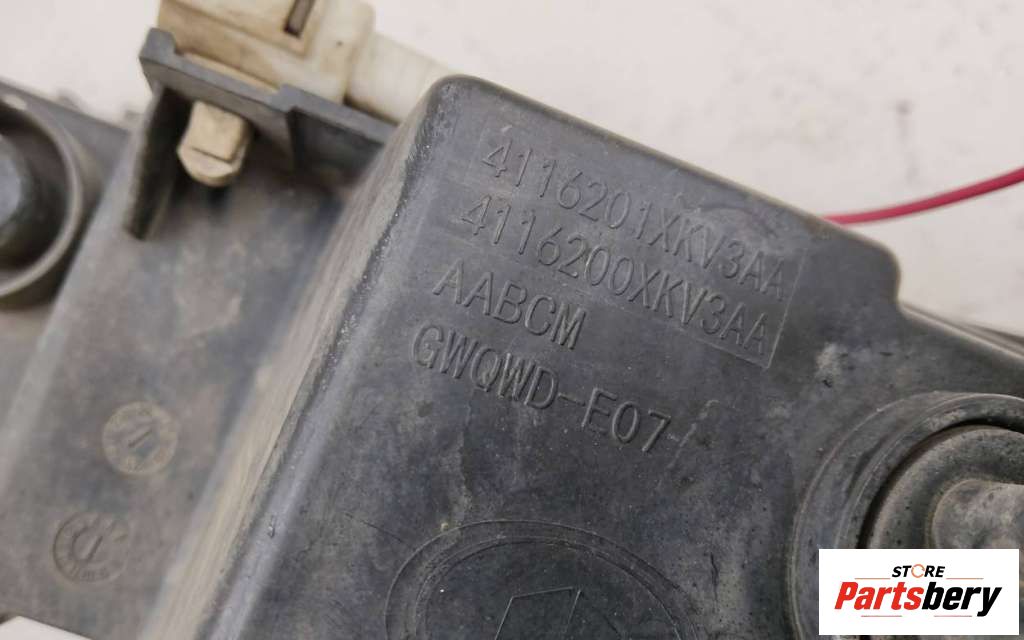 4116201XKV3AA
4116200XKV3AA
AABCM
GWQWD-E07
STORE
Partsbery